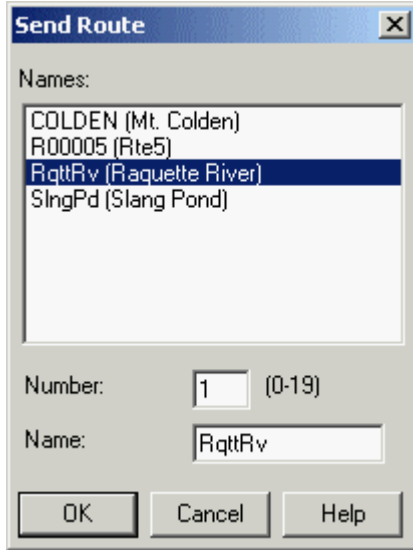 Send Route
Names:
COLDEN (Mt. Colden)
R00005 (Rte5)
RqttRv (Raquette River)
SlngPd (Slang Pond)
Number: 1 (0-19)
Name: RqttRv
OK Cancel Help